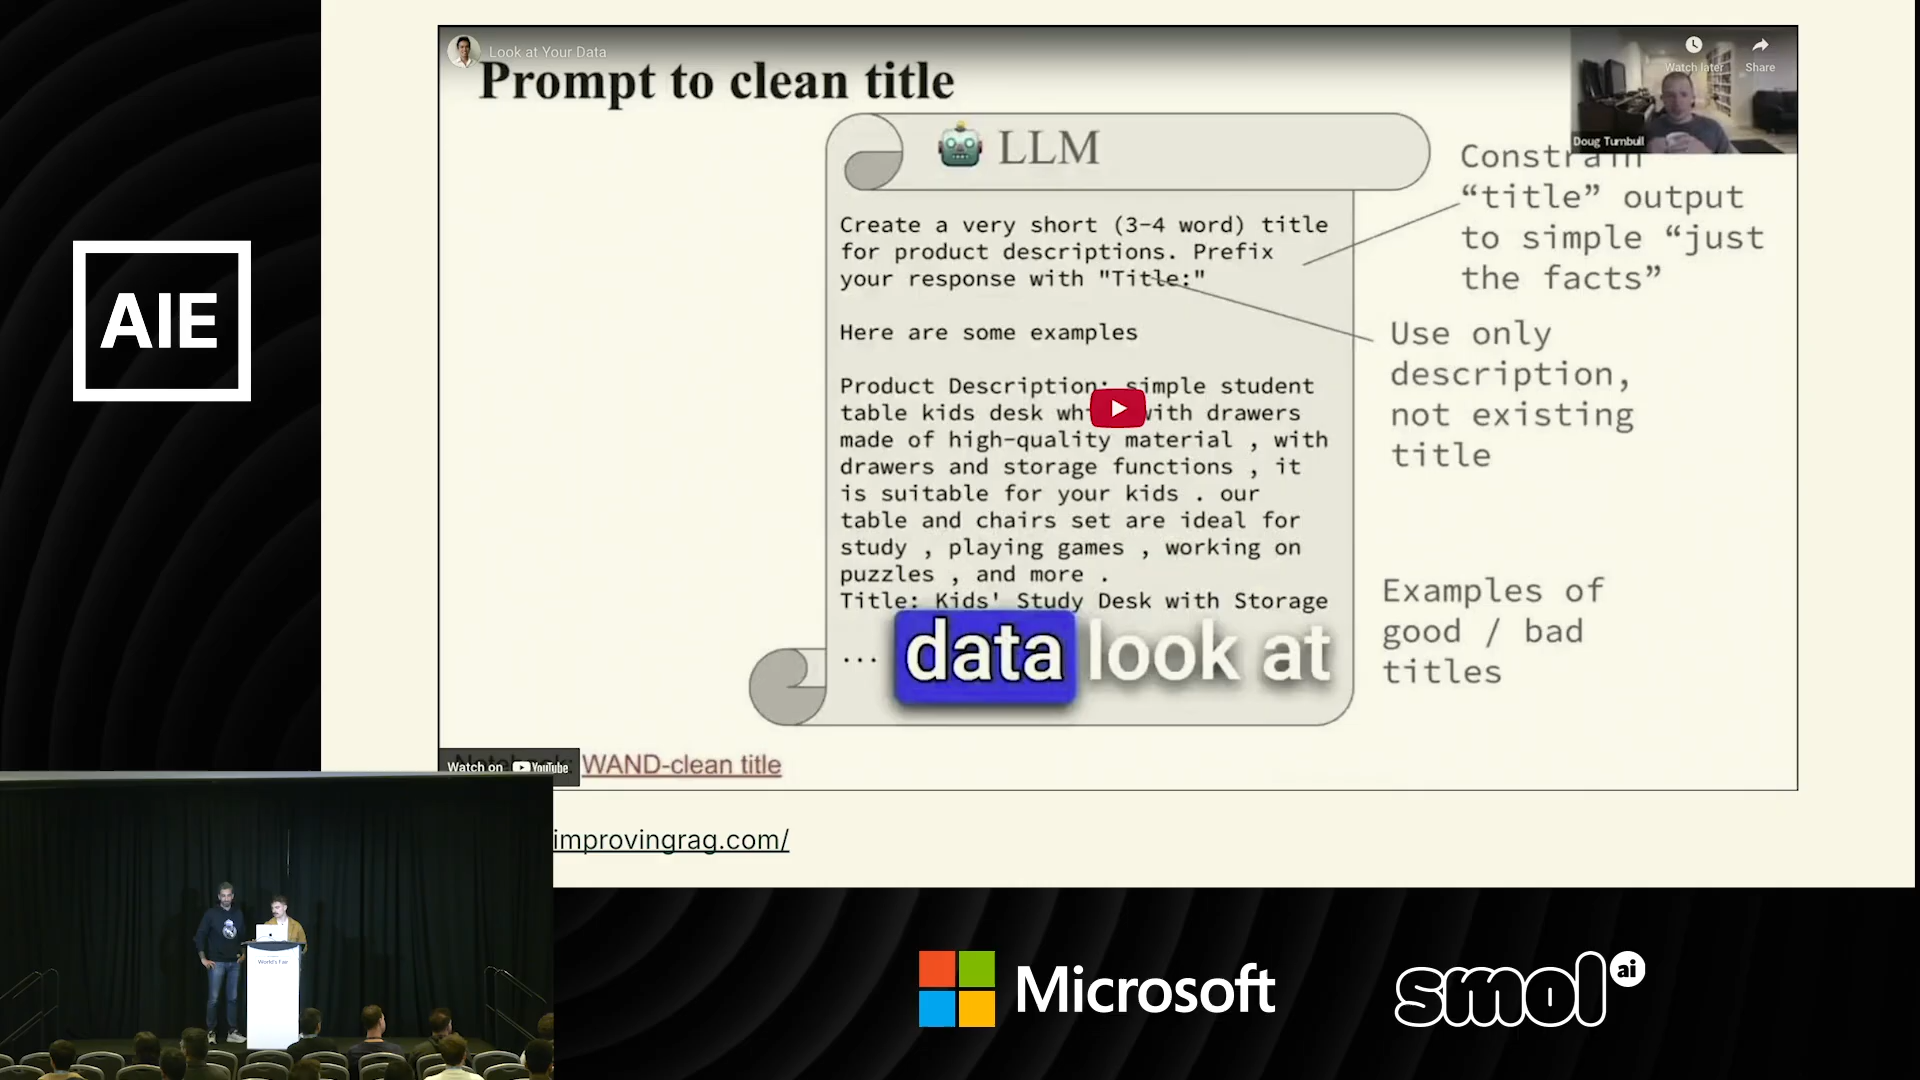 Look at Your Data
Prompt to clean title
Watch later
Share
Doug Turnbull
LLM
Create a very short (3-4 word) title
for product descriptions. Prefix
your response with "Title:"
Here are some examples
Product Description: simple student
table kids desk with drawers
made of high-quality material , with
drawers and storage functions , it
is suitable for your kids . our
table and chairs set are ideal for
study , playing games , working on
puzzles , and more .
Title: Kids' Study Desk with Storage
...
data look at
Constrain
“title” output
to simple “just
the facts”
Use only
description,
not existing
title
Examples of
good / bad
titles
Watch on YouTube
WAND-clean title
improvingrag.com/
AIE
World's Fair
Microsoft
smol ai